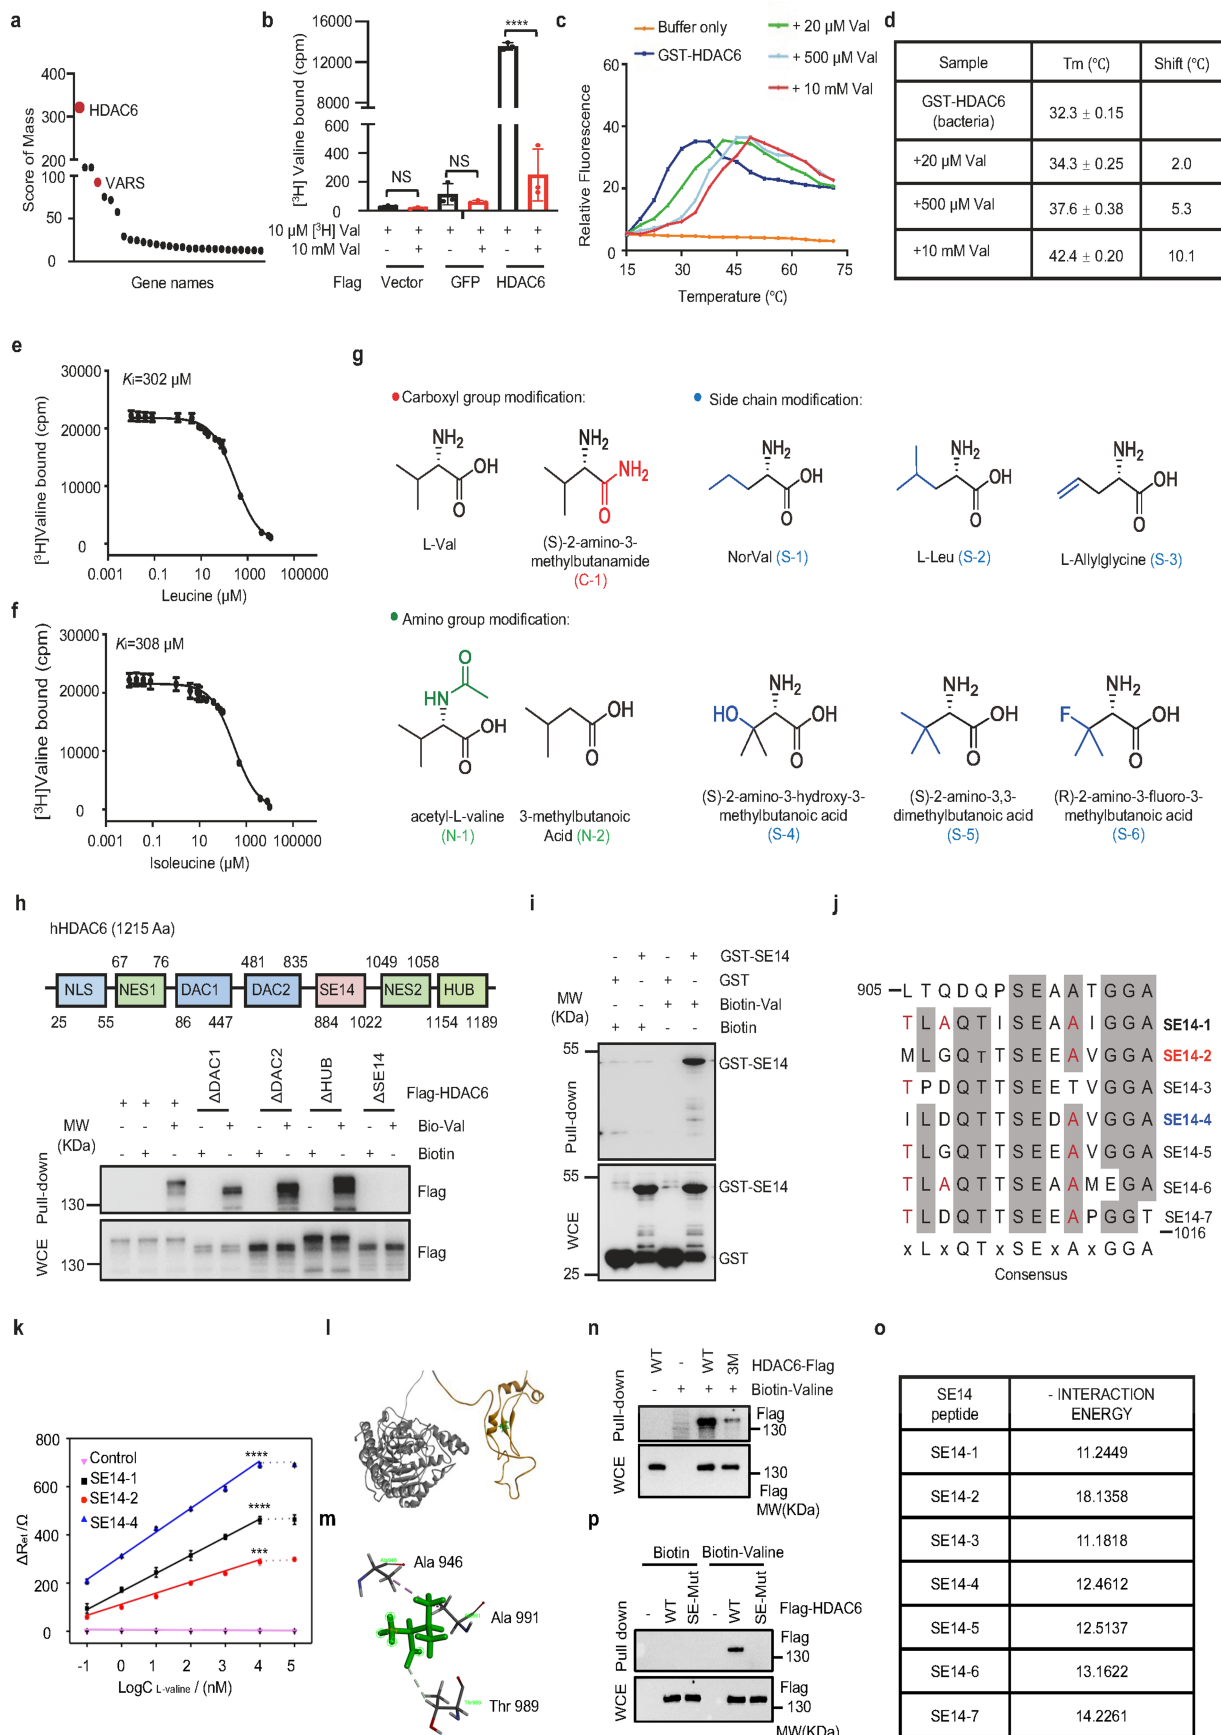 a
Score of Mass
400
300
200
100
50
0
HDAC6
VARS
Gene names
b
[³H] Valine bound (cpm)
16000
12000
8000
600
400
200
0
NS
NS
****
10 µM [³H] Val + + + + + +
10 mM Val - + - + - +
Flag Vector GFP HDAC6
c
Buffer only
GST-HDAC6
+ 20 µM Val
+ 500 µM Val
+ 10 mM Val
Relative Fluorescence
60
40
20
0
15 30 45 60 75
Temperature (°C)
d
Sample Tm (°C) Shift (°C)
GST-HDAC6 (bacteria) 32.3 ± 0.15
+20 µM Val 34.3 ± 0.25 2.0
+500 µM Val 37.6 ± 0.38 5.3
+10 mM Val 42.4 ± 0.20 10.1
e
[³H]Valine bound (cpm)
Ki=302 µM
30000
20000
10000
0
0.001 0.1 10 1000 100000
Leucine (µM)
f
[³H]Valine bound (cpm)
Ki=308 µM
30000
20000
10000
0
0.001 0.1 10 1000 100000
Isoleucine (µM)
g
Carboxyl group modification:
NH₂
OH
O
L-Val
NH₂
NH₂
O
(S)-2-amino-3-
methylbutanamide
(C-1)
Side chain modification:
NH₂
OH
O
NorVal (S-1)
NH₂
OH
O
L-Leu (S-2)
NH₂
OH
O
L-Allylglycine (S-3)
Amino group modification:
O
HN
OH
O
acetyl-L-valine
(N-1)
OH
O
3-methylbutanoic
Acid (N-2)
NH₂
HO
OH
O
(S)-2-amino-3-hydroxy-3-
methylbutanoic acid
(S-4)
NH₂
OH
O
(S)-2-amino-3,3-
dimethylbutanoic acid
(S-5)
NH₂
F
OH
O
(R)-2-amino-3-fluoro-3-
methylbutanoic acid
(S-6)
h
hHDAC6 (1215 Aa)
67 76 481 835 1049 1058
NLS NES1 DAC1 DAC2 SE14 NES2 HUB
25 55 86 447 884 1022 1154 1189
ΔDAC1 ΔDAC2 ΔHUB ΔSE14
+ + + Flag-HDAC6
MW
(KDa)
- - + - + - + - + - + Bio-Val
- + - + - + - + - + - Biotin
Pull-down
130
Flag
WCE
130
Flag
i
- + - + GST-SE14
+ - + - GST
- - + + Biotin-Val
+ + - - Biotin
MW
(KDa)
Pull-down
55
GST-SE14
WCE
55
GST-SE14
GST
25
j
905 L T Q D Q P S E A A T G G A
T L A Q T I S E A A I G G A SE14-1
M L G Q T T S E E A V G G A SE14-2
T P D Q T T S E E T V G G A SE14-3
I L D Q T T S E D A V G G A SE14-4
T L G Q T T S E E A V G G A SE14-5
T L A Q T T S E A A M E G A SE14-6
T L D Q T T S E E A P G G T SE14-7
1016
x L x Q T x S E x A x G G A
Consensus
k
ΔRet /Ω
800
600
400
200
0
Control
SE14-1
SE14-2
SE14-4
****
****
***
-1 0 1 2 3 4 5
LogC L-valine / (nM)
l
m
Ala 946
Ala 991
Thr 989
n
WT - WT 3M HDAC6-Flag
- + + + Biotin-Valine
Pull-down
Flag
130
WCE
130
Flag
MW(KDa)
o
SE14 peptide - INTERACTION ENERGY
SE14-1 11.2449
SE14-2 18.1358
SE14-3 11.1818
SE14-4 12.4612
SE14-5 12.5137
SE14-6 13.1622
SE14-7 14.2261
p
Biotin Biotin-Valine
- WT SE-Mut - WT SE-Mut Flag-HDAC6
Pull down
Flag
130
WCE
Flag
130
MW(KDa)